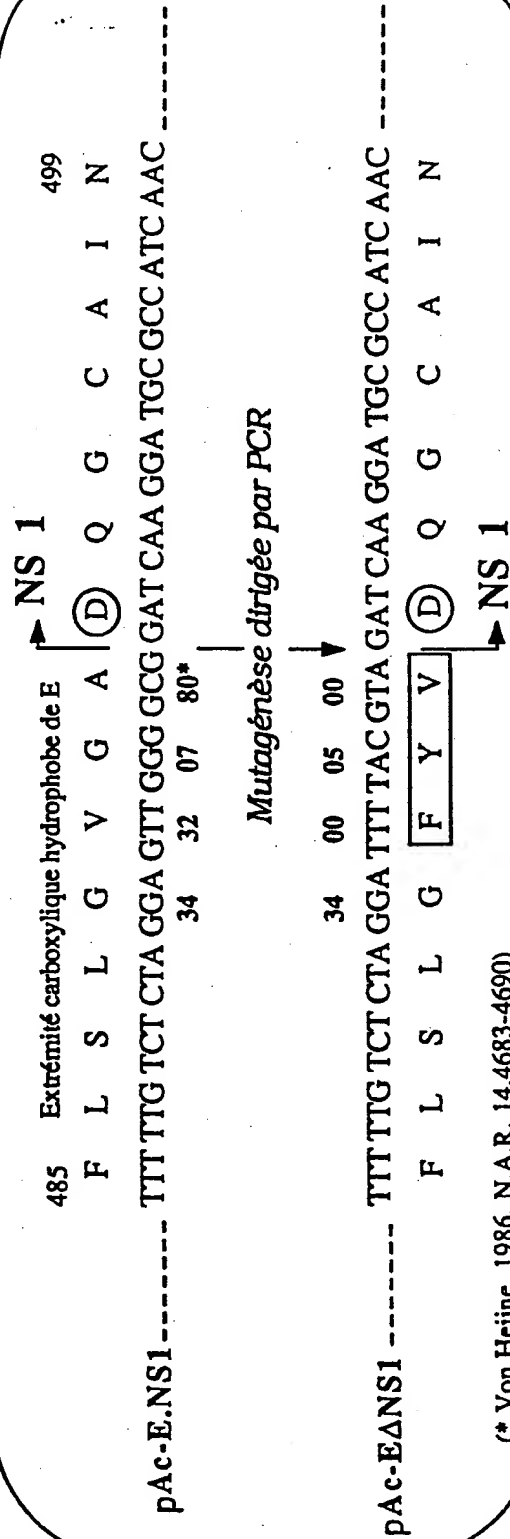 NS 1
485 Extrémité carboxylique hydrophobe de E 499
F L S L G V G A D Q G C A I N
pAc-E.NS1------- TTT TTG TCT CTA GGA GTT GGG GCG GAT CAA GGA TGC GCC ATC AAC -------
34 32 07 80*
Mutagénèse dirigée par PCR
34 00 05 00
pAc-EΔNS1 ------- TTT TTG TCT CTA GGA TTT TAC GTA GAT CAA GGA TGC GCC ATC AAC -------
F L S L G F Y V D Q G C A I N
NS 1
(* Von Heijne, 1986, N.A.R. 14,4683-4690)